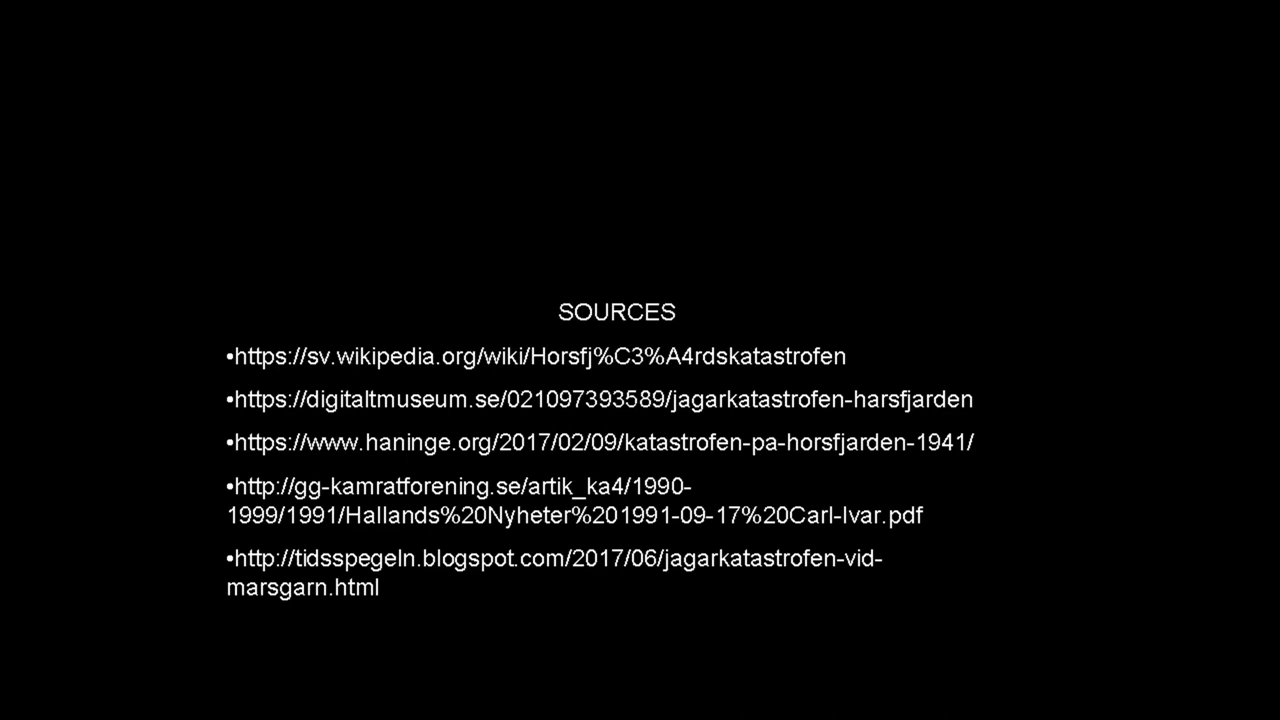 SOURCES
•https://sv.wikipedia.org/wiki/Horsfj%C3%A4rdskatastrofen
•https://digitaltmuseum.se/021097393589/jagarkatastrofen-harsfjarden
•https://www.haninge.org/2017/02/09/katastrofen-pa-horsfjarden-1941/
•http://gg-kamratforening.se/artik_ka4/1990-
1999/1991/Hallands%20Nyheter%201991-09-17%20Carl-Ivar.pdf
•http://tidsspegeln.blogspot.com/2017/06/jagarkatastrofen-vid-
marsgarn.html